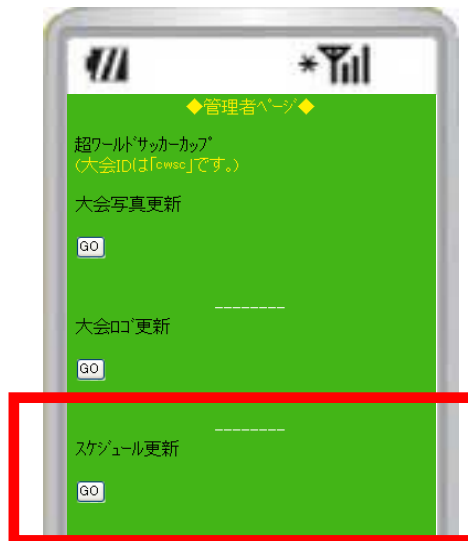 ◆管理者ﾍﾟｰｼﾞ◆
超ﾜｰﾙﾄﾞｻｯｶｰｶｯﾌﾟ
(大会IDは｢cwsc｣です｡)
大会写真更新
GO
--------
大会ﾛｺﾞ更新
GO
--------
ｽｹｼﾞｭｰﾙ更新
GO